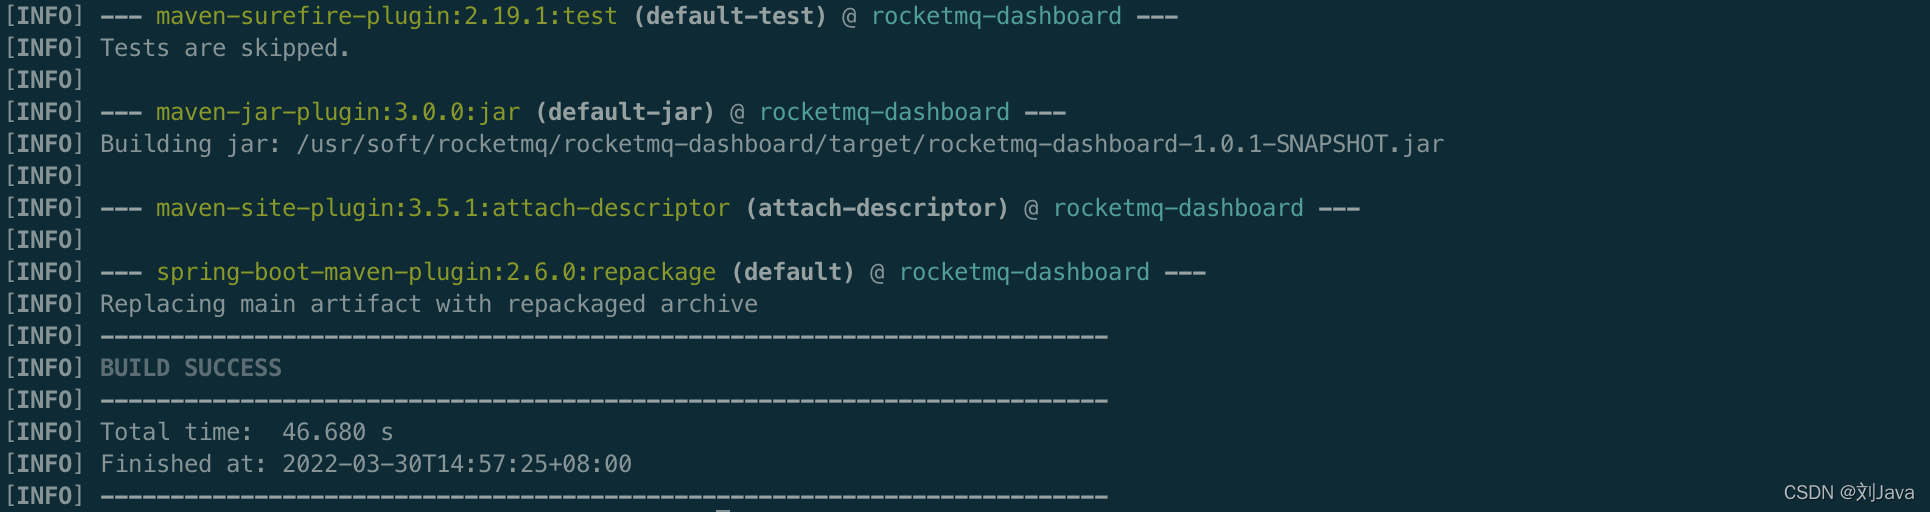 [INFO] --- maven-surefire-plugin:2.19.1:test (default-test) @ rocketmq-dashboard ---
[INFO] Tests are skipped.
[INFO]
[INFO] --- maven-jar-plugin:3.0.0:jar (default-jar) @ rocketmq-dashboard ---
[INFO] Building jar: /usr/soft/rocketmq/rocketmq-dashboard/target/rocketmq-dashboard-1.0.1-SNAPSHOT.jar
[INFO]
[INFO] --- maven-site-plugin:3.5.1:attach-descriptor (attach-descriptor) @ rocketmq-dashboard ---
[INFO]
[INFO] --- spring-boot-maven-plugin:2.6.0:repackage (default) @ rocketmq-dashboard ---
[INFO] Replacing main artifact with repackaged archive
[INFO] ------------------------------------------------------------------------
[INFO] BUILD SUCCESS
[INFO] ------------------------------------------------------------------------
[INFO] Total time:  46.680 s
[INFO] Finished at: 2022-03-30T14:57:25+08:00
[INFO] ------------------------------------------------------------------------
CSDN @刘Java